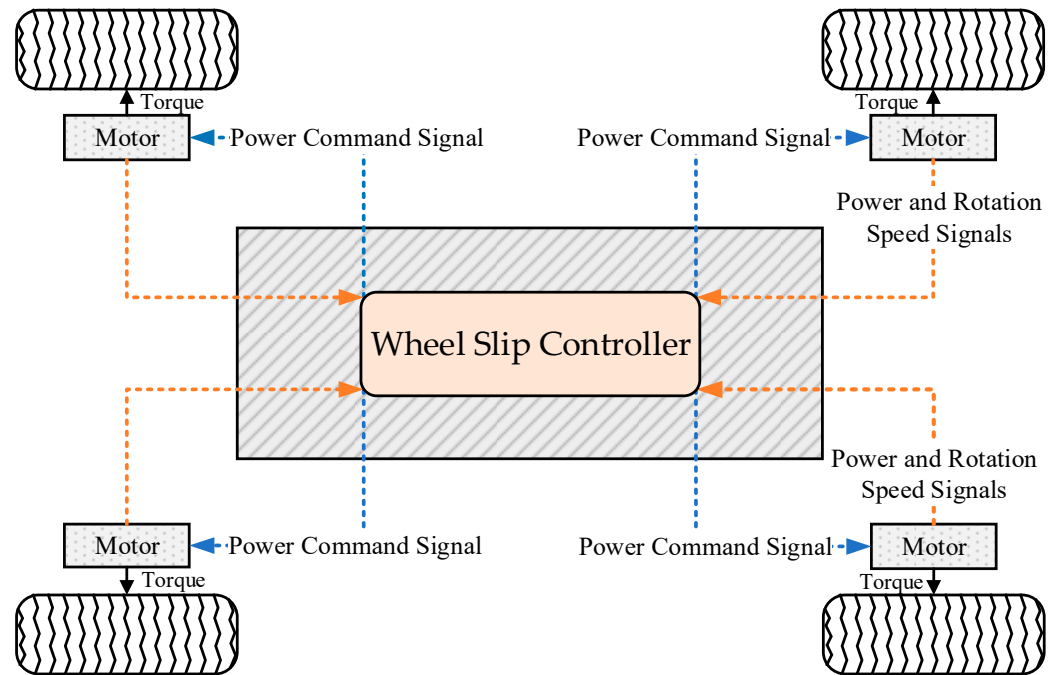 Torque
Torque
Motor
Power Command Signal
Power Command Signal
Motor
Power and Rotation
Speed Signals
Wheel Slip Controller
Power and Rotation
Speed Signals
Motor
Power Command Signal
Power Command Signal
Motor
Torque
Torque